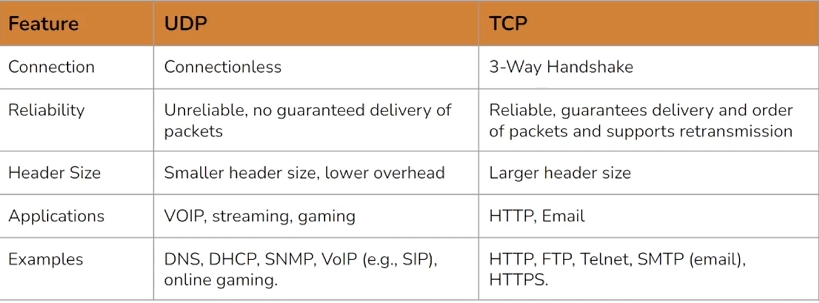 Feature UDP TCP
Connection Connectionless 3-Way Handshake
Reliability Unreliable, no guaranteed delivery of packets Reliable, guarantees delivery and order of packets and supports retransmission
Header Size Smaller header size, lower overhead Larger header size
Applications VOIP, streaming, gaming HTTP, Email
Examples DNS, DHCP, SNMP, VoIP (e.g., SIP), online gaming. HTTP, FTP, Telnet, SMTP (email), HTTPS.